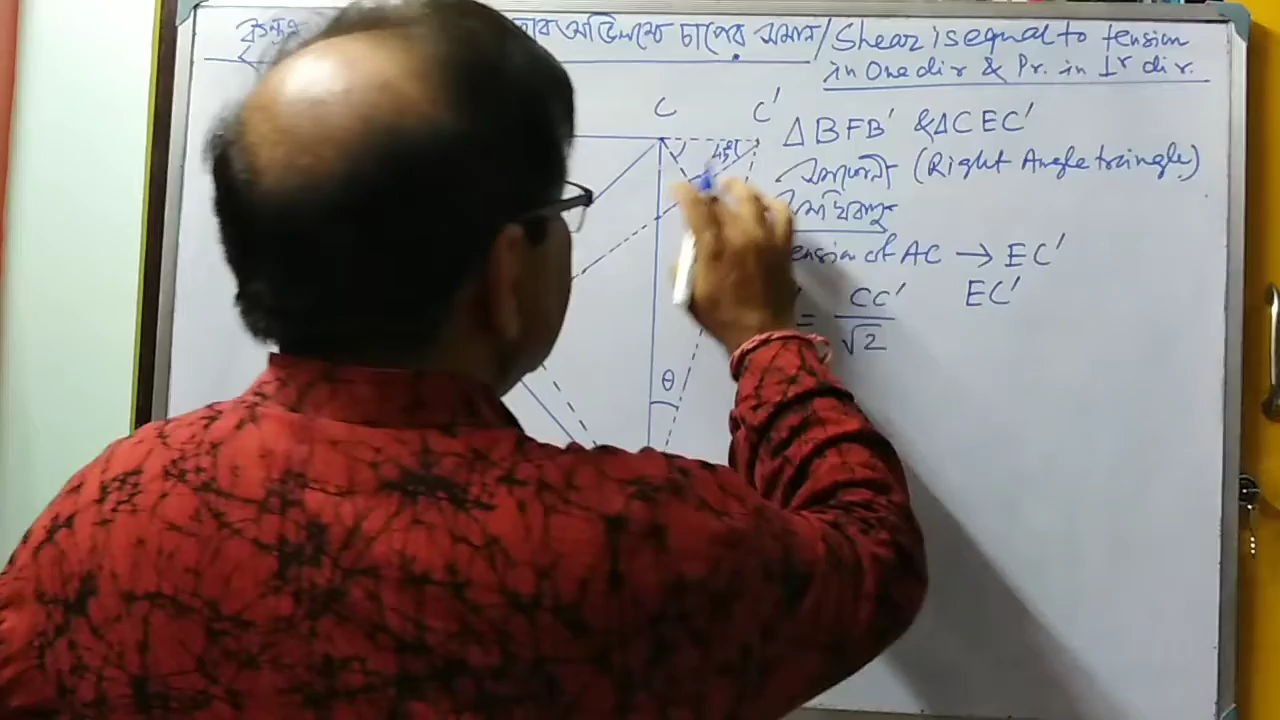 অভিলম্বে চাপের সমান / Shear is equal to tension
in One dir & Pr. in ⊥r dir.
C C'
45°
θ
Δ BFB' & Δ CEC'
সমকোণী (Right Angle traingle)
সমদ্বিবাহু
ension of AC → EC'
= CC' / √2 EC'